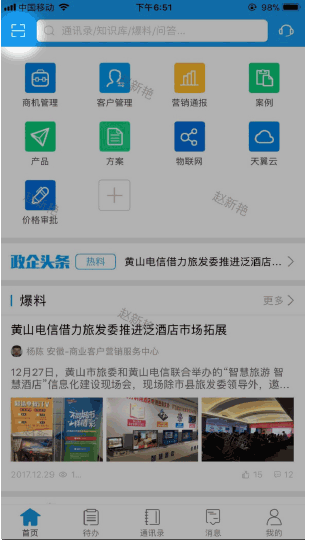 中国移动 下午6:51 98%
通讯录/知识库/爆料/问答...
商机管理 客户管理 营销通报 案例
赵新艳
产品 方案 物联网 天翼云
价格审批
赵新艳
政企头条 热料 黄山电信借力旅发委推进泛酒店...
爆料 更多
赵新艳
黄山电信借力旅发委推进泛酒店市场拓展
杨陈 安徽-商业客户营销服务中心
12月27日，黄山市旅委和黄山电信联合举办的“智慧旅游 智
慧酒店”信息化建设现场会，现场除市县旅发委领导外，邀...
2017.12.29 1... 16 12
首页 待办 通讯录 消息 我的